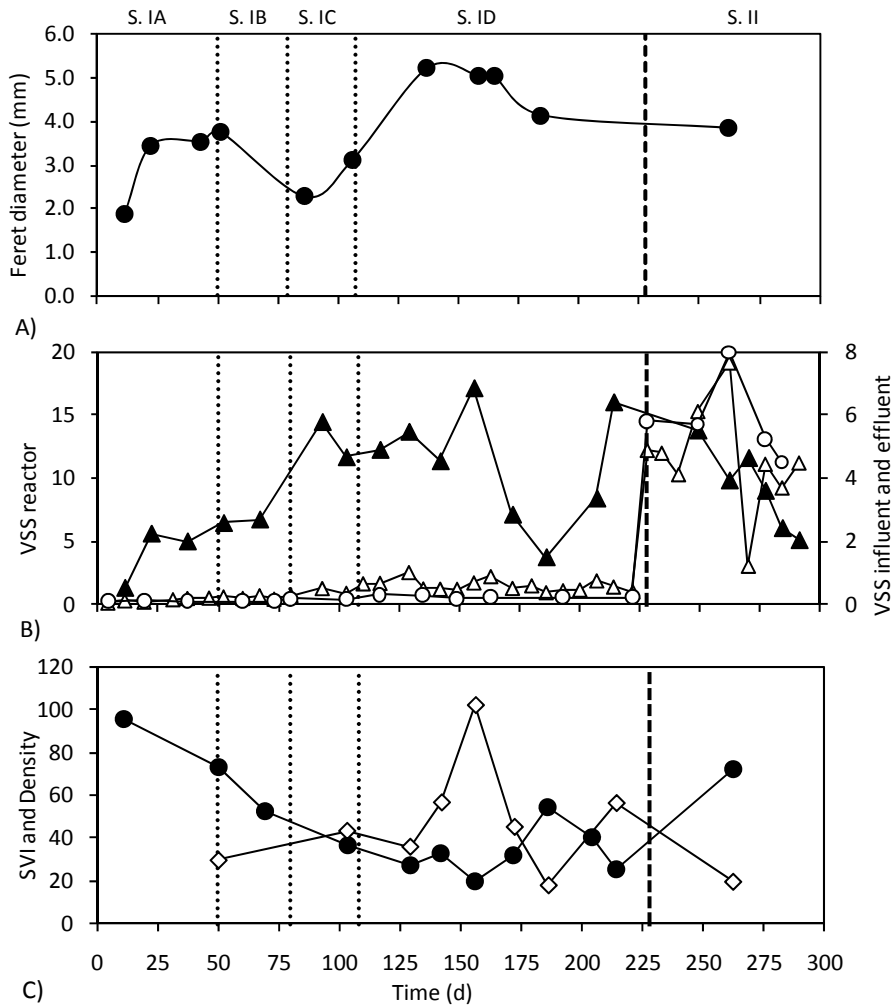 S. IA S. IB S. IC S. ID S. II
6.0
5.0
4.0
3.0
2.0
1.0
0.0
Feret diameter (mm)
A)
20
15
10
5
0
VSS reactor
8
6
4
2
0
VSS influent and effluent
B)
120
100
80
60
40
20
0
SVI and Density
0 25 50 75 100 125 150 175 200 225 250 275 300
Time (d)
C)